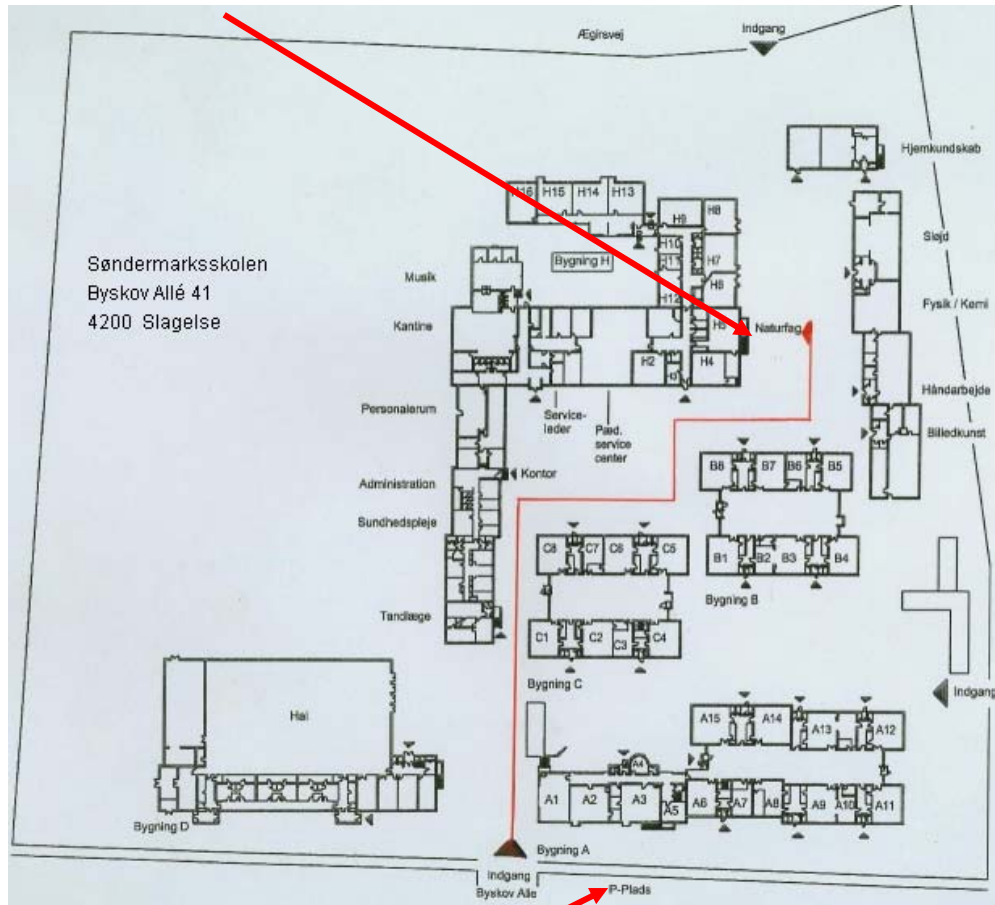 Ægirsvej
Indgang
Hjemkundskab
H16 H15 H14 H13
H9 H8
Sløjd
H10
H11 H7
Bygning H
Søndermarksskolen
Byskov Allé 41
4200 Slagelse
Musik
H6
H12
Fysik / Kemi
Kantine
H5
Naturfag
H2 H3 H4
Håndarbejde
Personalerum
Service-
leder
Pæd.
service
center
Billedkunst
B6 B7 B6 B5
Kontor
Administration
Sundhedspleje
C8 C7 C6 C5
B1 B2 B3 B4
Bygning B
Tandlæge
C1 C2 C3 C4
Bygning C
Indgang
Hal
A15 A14 A13 A12
A4
A1 A2 A3 A5 A6 A7 A8 A9 A10 A11
Bygning D
Bygning A
Indgang
Byskov Alle
P-Plads